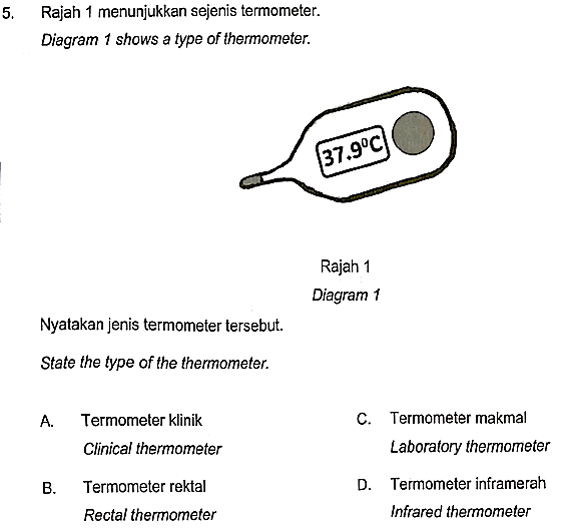 5. Rajah 1 menunjukkan sejenis termometer.
Diagram 1 shows a type of thermometer.
37.9°C
Rajah 1
Diagram 1
Nyatakan jenis termometer tersebut.
State the type of the thermometer.
A. Termometer klinik
Clinical thermometer
B. Termometer rektal
Rectal thermometer
C. Termometer makmal
Laboratory thermometer
D. Termometer inframerah
Infrared thermometer